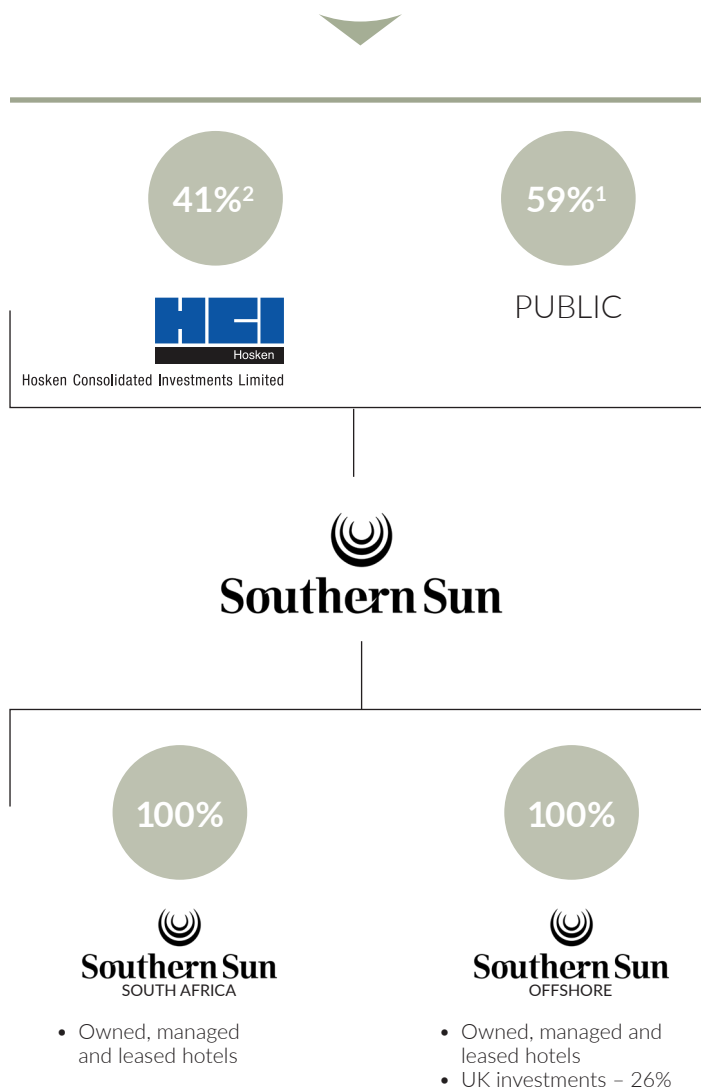 41%²
59%¹
HCI
Hosken
Hosken Consolidated Investments Limited
PUBLIC
Southern Sun
100%
100%
Southern Sun
SOUTH AFRICA
Southern Sun
OFFSHORE
• Owned, managed
and leased hotels
• Owned, managed and
leased hotels
• UK investments – 26%